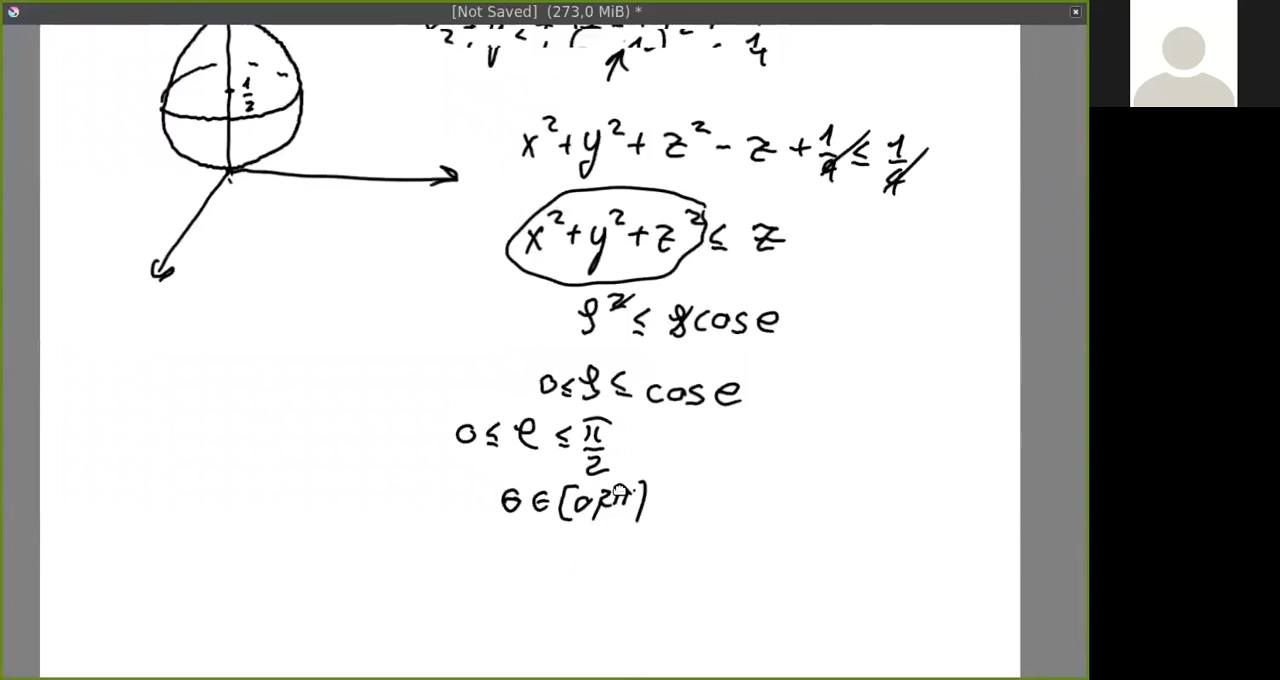 [Not Saved] (273,0 MiB) *
1/2
x² + y² + z² - z + 1/4 ≤ 1/4
x² + y² + z² ≤ z
ρ² ≤ ρ cos φ
0 ≤ ρ ≤ cos φ
0 ≤ φ ≤ π/2
θ ∈ [0,2π]